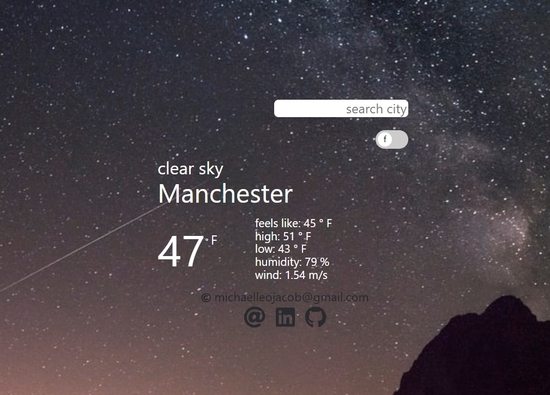 search city
f
clear sky
Manchester
47 ° F
feels like: 45 ° F
high: 51 ° F
low: 43 ° F
humidity: 79 %
wind: 1.54 m/s
© michaelleojacob@gmail.com